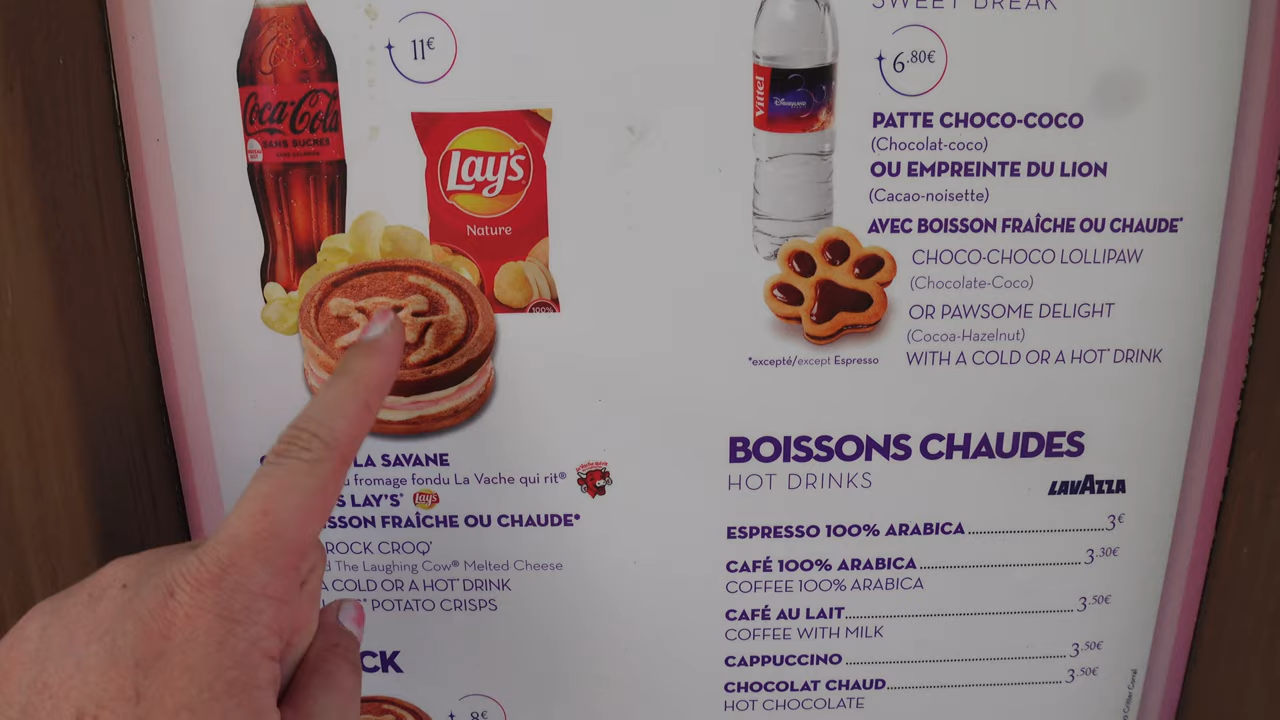 11€
Coca-Cola
SANS SUCRES
Lay's
Nature
100%
LA SAVANE
fromage fondu La Vache qui rit®
LAY'S* Lay's
FRAÎCHE OU CHAUDE*
ROCK CROQ'
The Laughing Cow® Melted Cheese
A COLD OR A HOT* DRINK
POTATO CRISPS
8€
SWEET BREAK
6.80€
Vittel
Disneyland
PATTE CHOCO-COCO
(Chocolat-coco)
OU EMPREINTE DU LION
(Cacao-noisette)
AVEC BOISSON FRAÎCHE OU CHAUDE*
CHOCO-CHOCO LOLLIPAW
(Chocolate-Coco)
OR PAWSOME DELIGHT
(Cocoa-Hazelnut)
WITH A COLD OR A HOT* DRINK
*excepté/except Espresso
BOISSONS CHAUDES
HOT DRINKS
LAVAZZA
ESPRESSO 100% ARABICA 3€
CAFÉ 100% ARABICA 3.30€
COFFEE 100% ARABICA
CAFÉ AU LAIT 3.50€
COFFEE WITH MILK
CAPPUCCINO 3.50€
CHOCOLAT CHAUD 3.50€
HOT CHOCOLATE